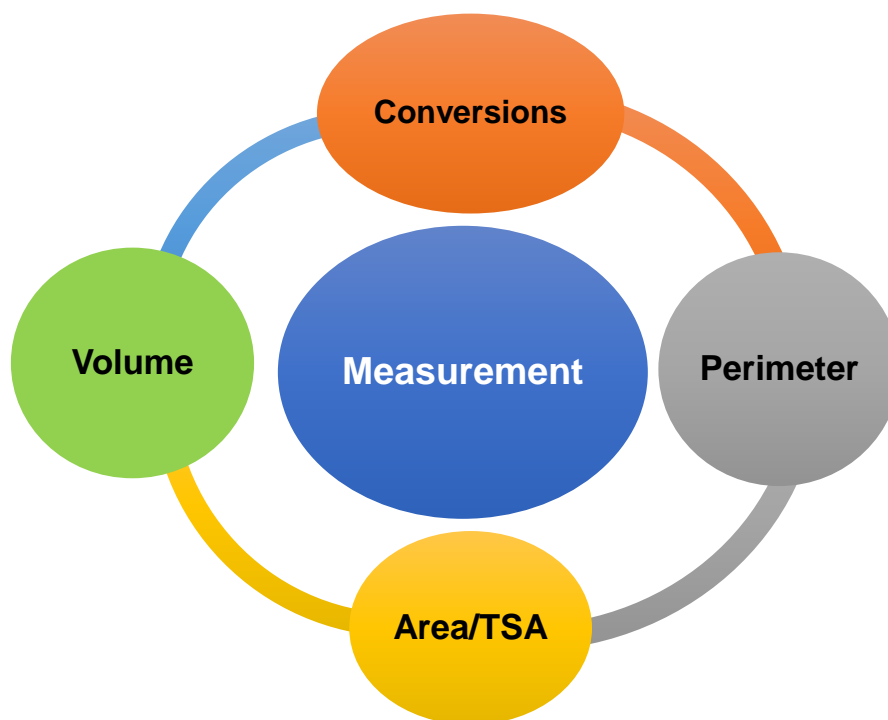 Conversions
Volume
Measurement
Perimeter
Area/TSA